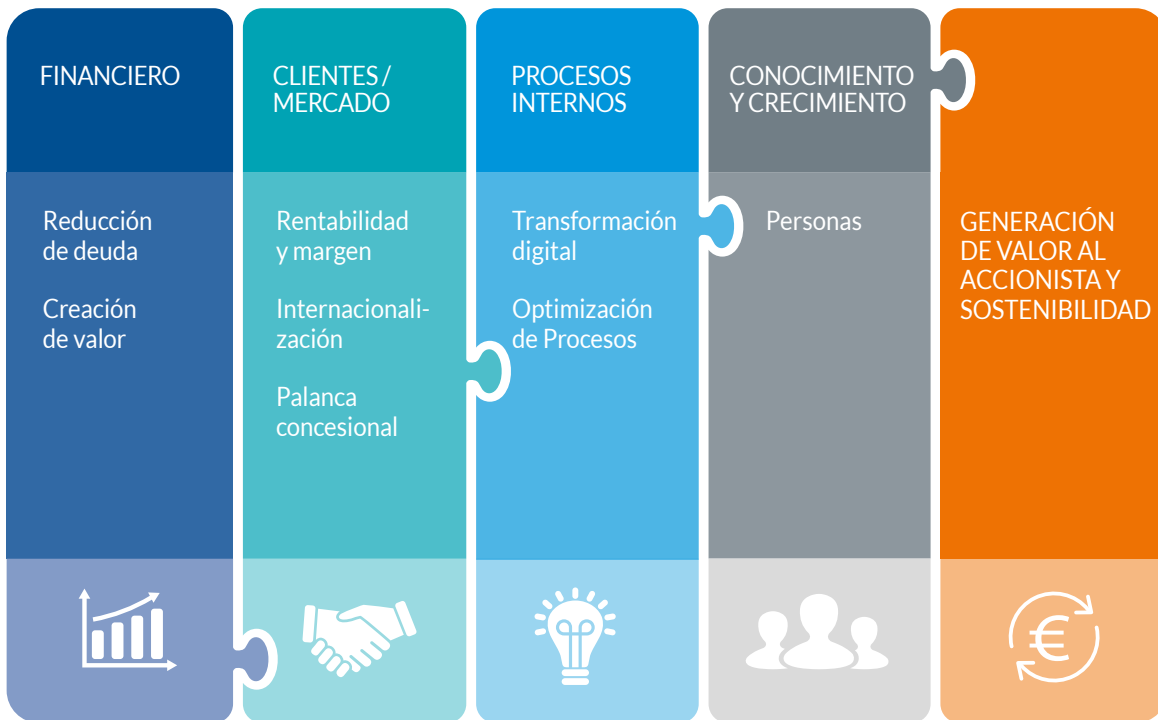 FINANCIERO
Reducción
de deuda
Creación
de valor
CLIENTES /
MERCADO
Rentabilidad
y margen
Internacionali-
zación
Palanca
concesional
PROCESOS
INTERNOS
Transformación
digital
Optimización
de Procesos
CONOCIMIENTO
Y CRECIMIENTO
Personas
GENERACIÓN
DE VALOR AL
ACCIONISTA Y
SOSTENIBILIDAD
€